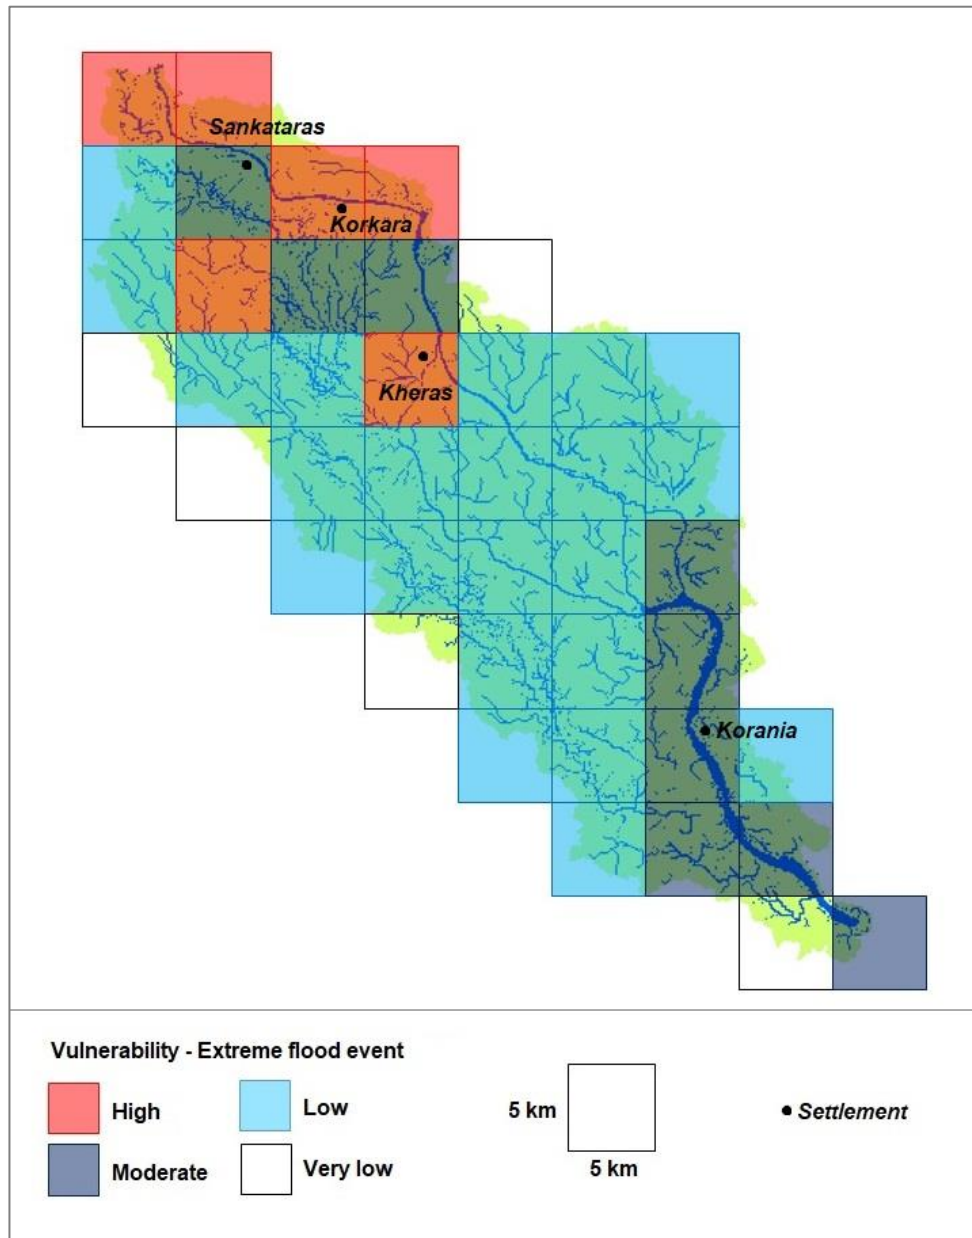 Sankataras
Korkara
Kheras
Korania
Vulnerability - Extreme flood event
High
Low
Moderate
Very low
5 km
5 km
Settlement